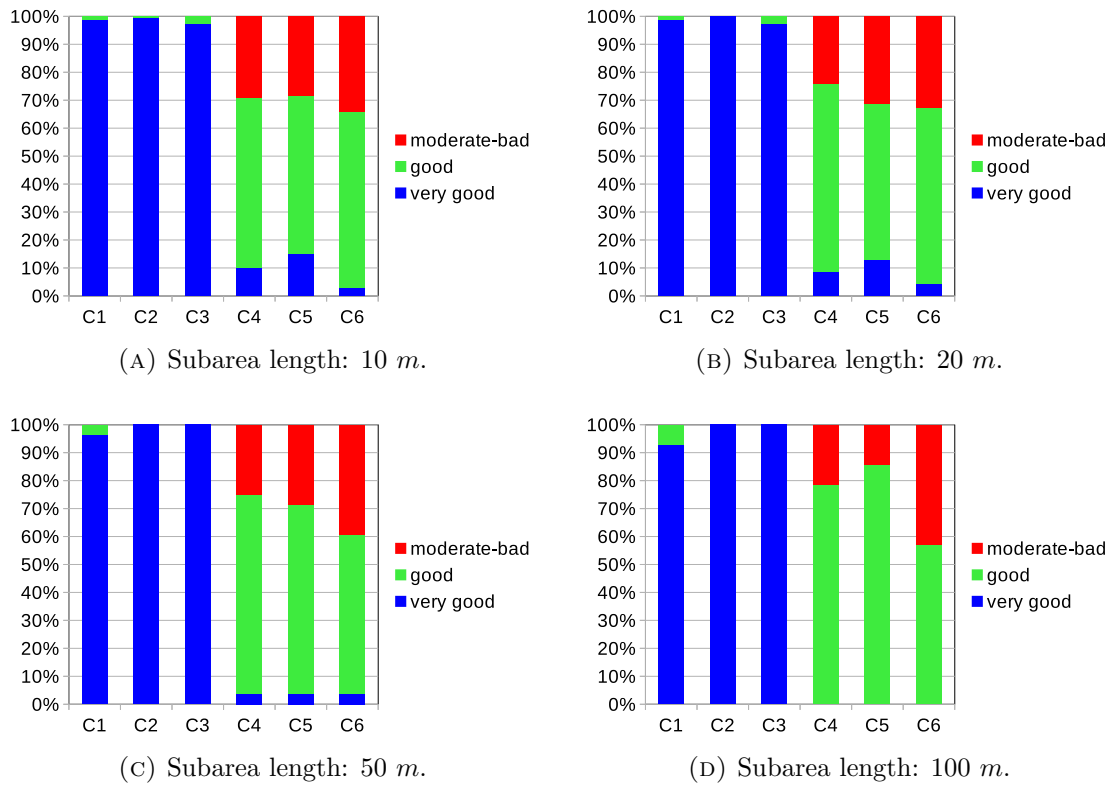 100%
90%
80%
70%
60%
50%
40%
30%
20%
10%
0%
C1 C2 C3 C4 C5 C6
moderate-bad
good
very good
(A) Subarea length: 10 m.
100%
90%
80%
70%
60%
50%
40%
30%
20%
10%
0%
C1 C2 C3 C4 C5 C6
moderate-bad
good
very good
(B) Subarea length: 20 m.
100%
90%
80%
70%
60%
50%
40%
30%
20%
10%
0%
C1 C2 C3 C4 C5 C6
moderate-bad
good
very good
(C) Subarea length: 50 m.
100%
90%
80%
70%
60%
50%
40%
30%
20%
10%
0%
C1 C2 C3 C4 C5 C6
moderate-bad
good
very good
(D) Subarea length: 100 m.